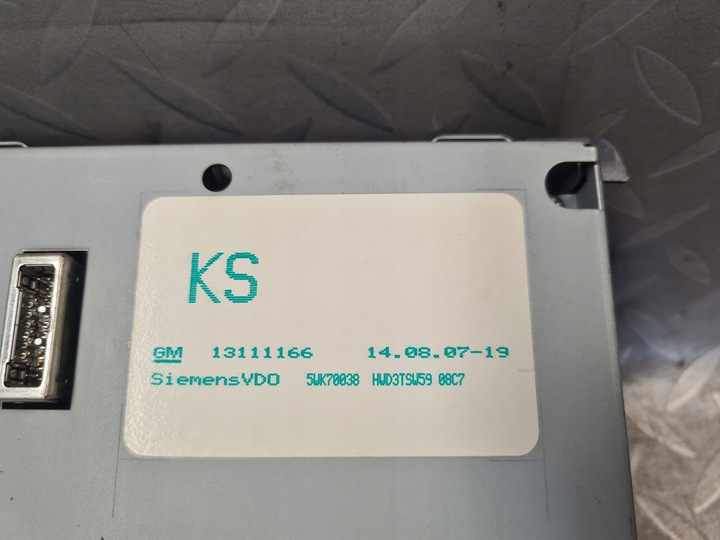 KS
GM 13111166 14.08.07-19
SiemensVDO 5WK70038 HWD3TSW59 08C7